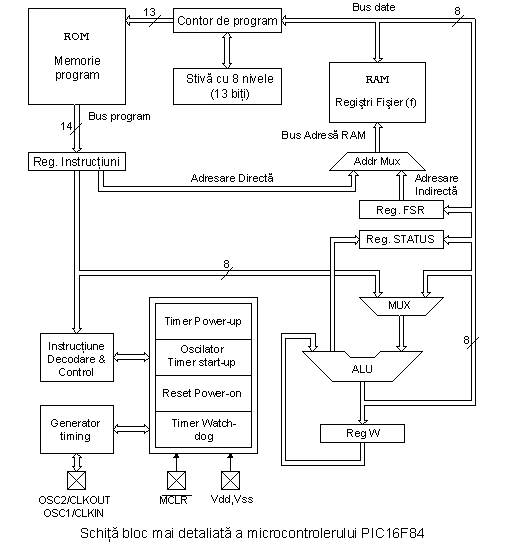 ROM
Memorie
program
13
Contor de program
Bus date
8
Stivă cu 8 nivele
(13 biți)
RAM
Regiștri Fișier (f)
14
Bus program
Bus Adresă RAM
Reg. Instrucțiuni
Addr Mux
Adresare Directă
Adresare
Indirectă
Reg. FSR
Reg. STATUS
8
MUX
8
Timer Power-up
Instrucțiune
Decodare &
Control
Oscilator
Timer start-up
ALU
Reset Power-on
Generator
timing
Timer Watch-
dog
Reg W
OSC2/CLKOUT
OSC1/CLKIN
MCLR
Vdd,Vss
Schiță bloc mai detaliată a microcontrolerului PIC16F84